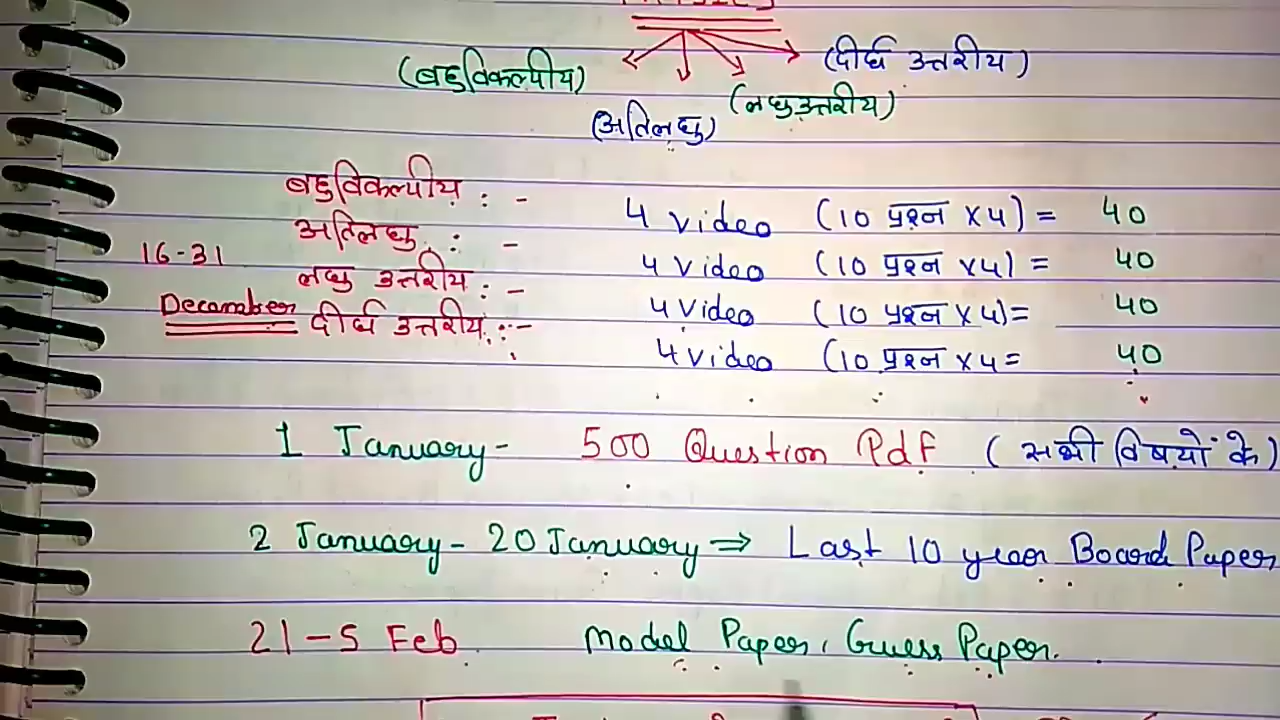 (बहुविकल्पीय)
(अतिलघु)
(लघुउत्तरीय)
(दीर्घ उत्तरीय)
बहुविकल्पीय : - 4 video (10 प्रश्न x4) = 40
अतिलघु : - 4 video (10 प्रश्न x4) = 40
16-31
लघु उत्तरीय : - 4 video (10 प्रश्न x4)= 40
Decamber
दीर्घ उत्तरीय : - 4 video (10 प्रश्न x4 = 40
1 January - 500 Question Pdf (सभी विषयों के)
2 January - 20 January ⇒ Last 10 year Board Paper
21 - 5 Feb Model Paper, Guess Paper.